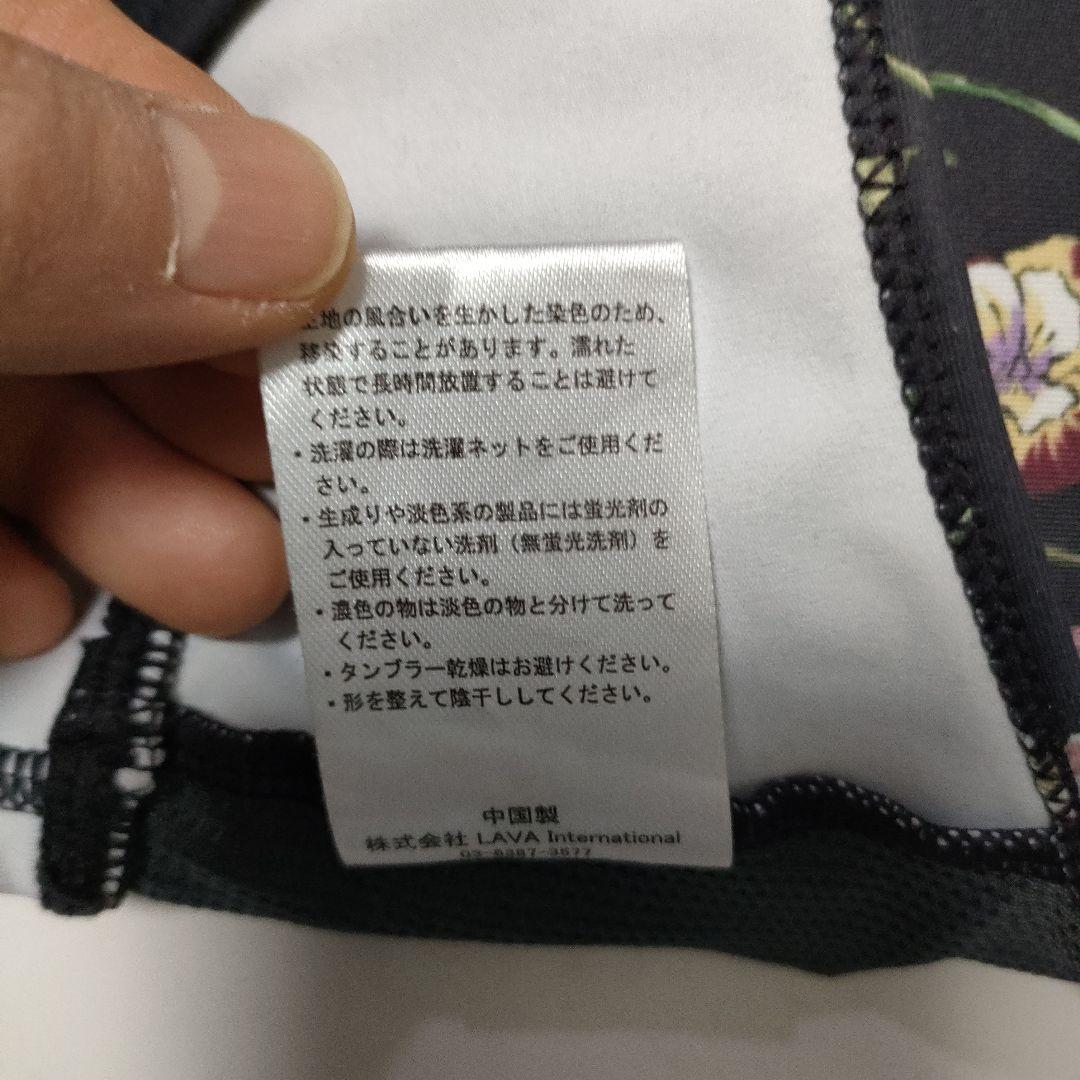 地の風合いを生かした染色のため、
移染することがあります。濡れた
状態で長時間放置することは避けて
ください。
・洗濯の際は洗濯ネットをご使用くだ
さい。
・生成りや淡色系の製品には蛍光剤の
入っていない洗剤（無蛍光洗剤）を
ご使用ください。
・濃色の物は淡色の物と分けて洗って
ください。
・タンブラー乾燥はお避けください。
・形を整えて陰干ししてください。
中国製
株式会社 LAVA International